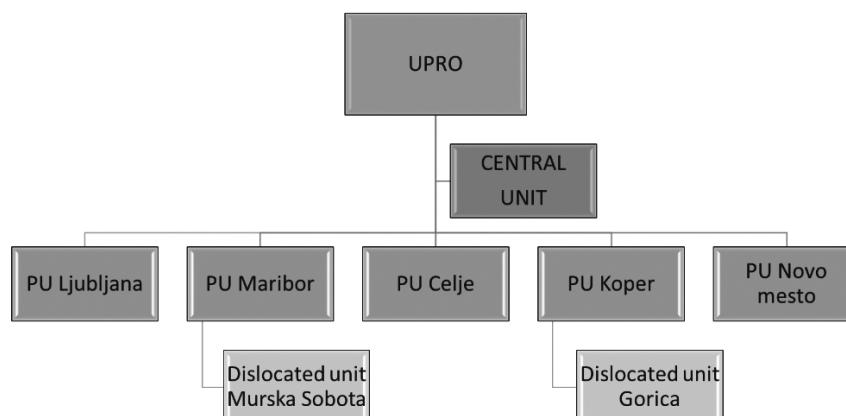 UPRO
CENTRAL
UNIT
PU Ljubljana
PU Maribor
PU Celje
PU Koper
PU Novo
mesto
Dislocated unit
Murska Sobota
Dislocated unit
Gorica